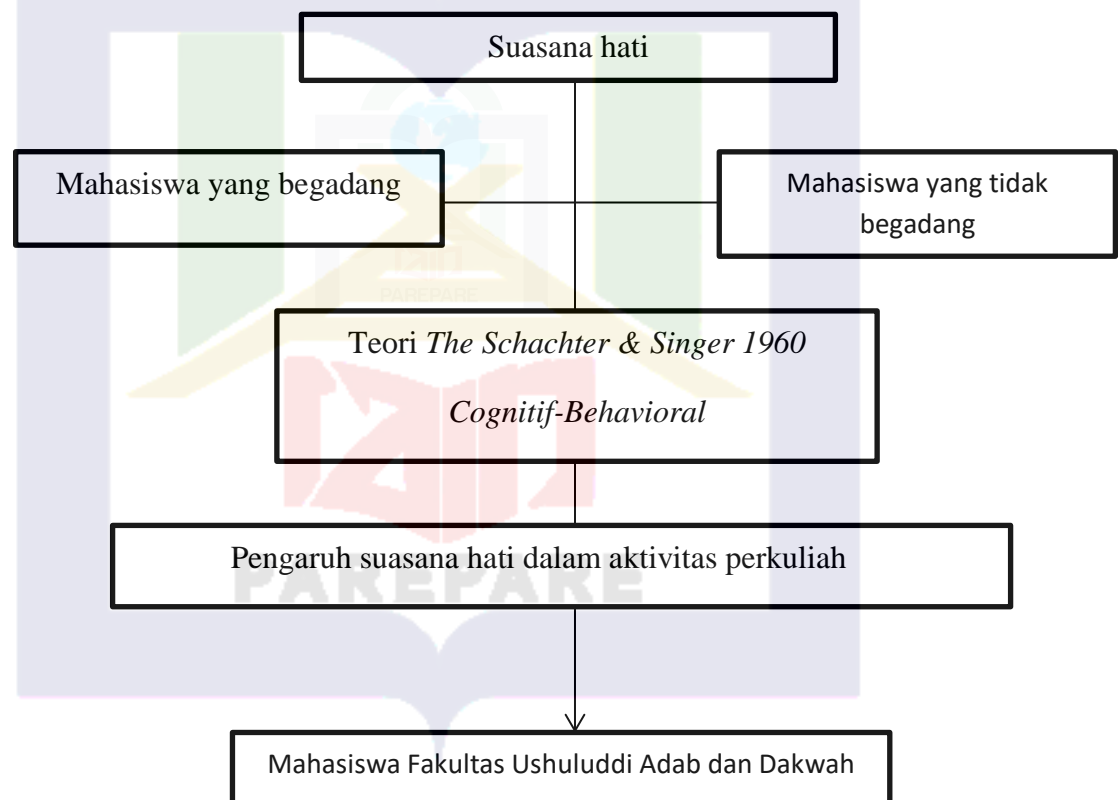 Suasana hati
Mahasiswa yang begadang
Mahasiswa yang tidak
begadang
PAREPARE
Teori The Schachter & Singer 1960
Cognitif-Behavioral
Pengaruh suasana hati dalam aktivitas perkuliah
PAREPARE
Mahasiswa Fakultas Ushuluddi Adab dan Dakwah